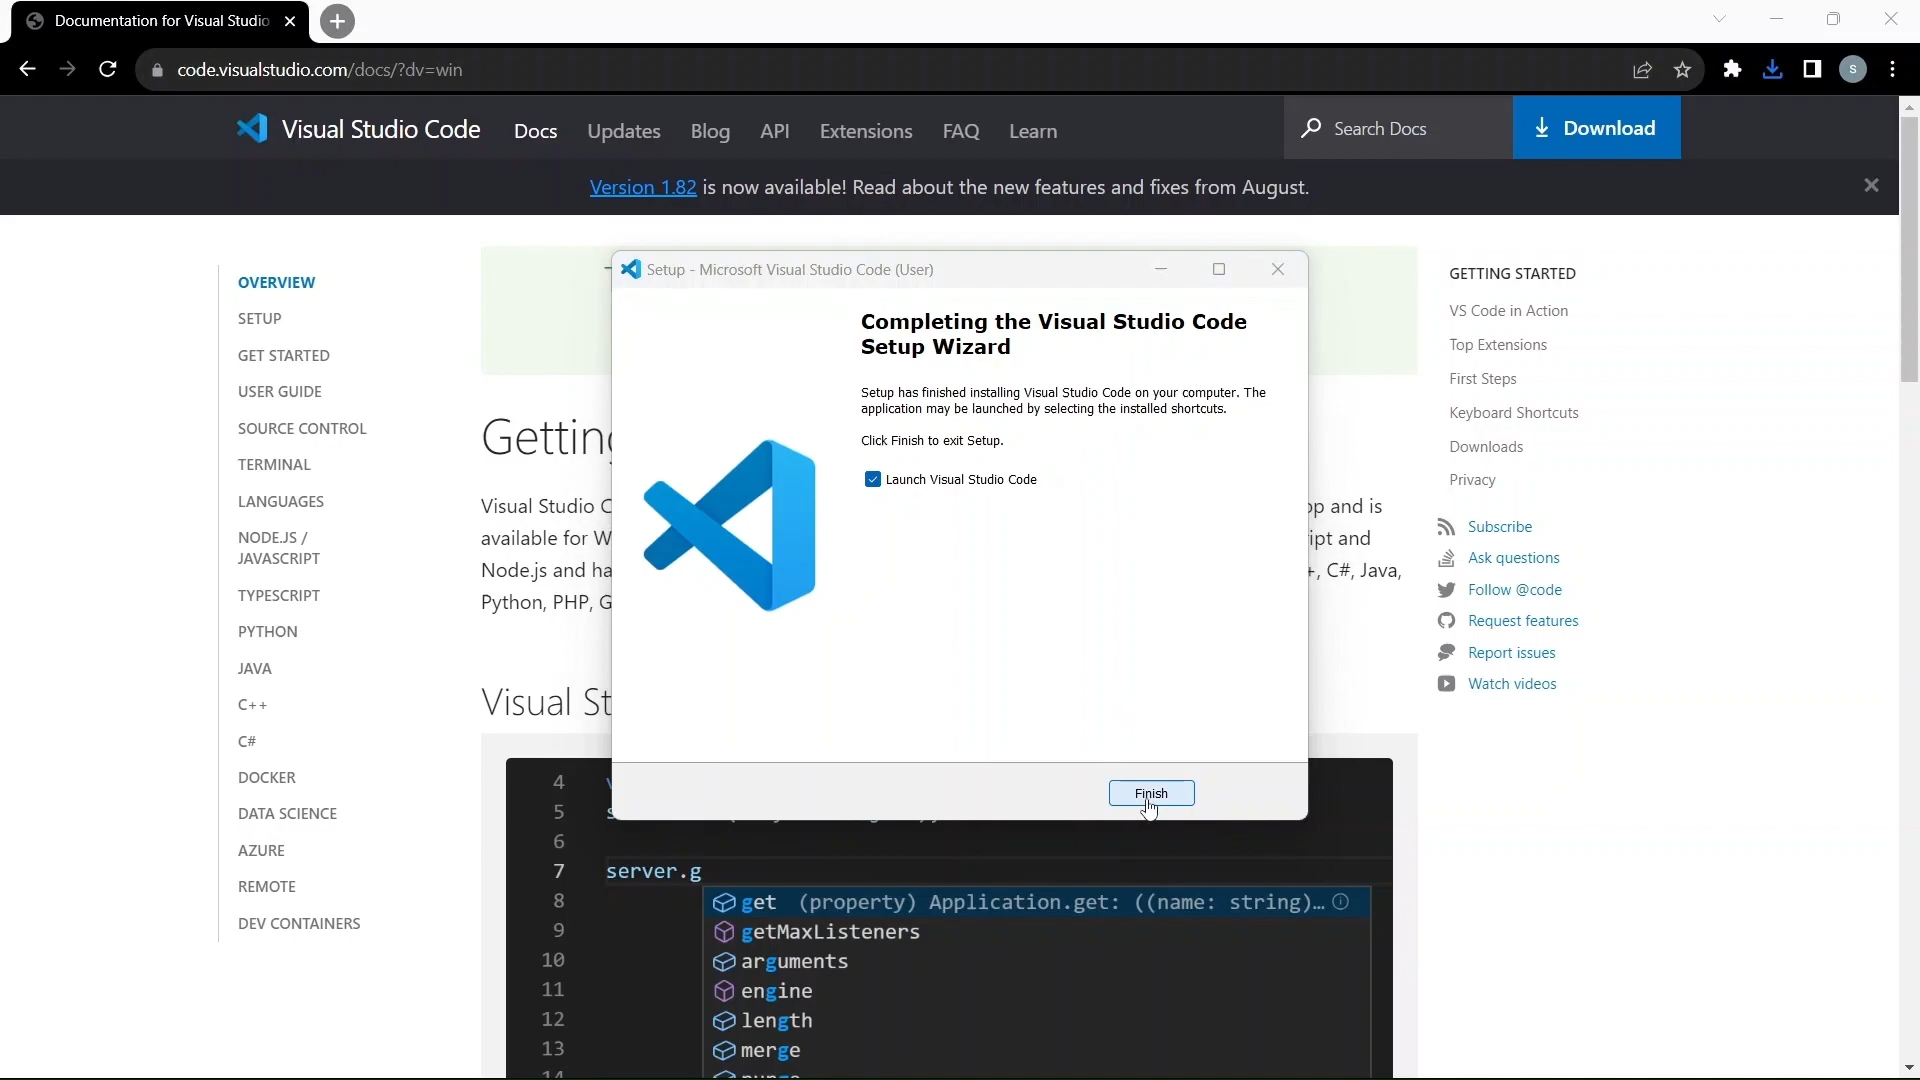 Documentation for Visual Studio
code.visualstudio.com/docs/?dv=win
S
Visual Studio Code
Docs
Updates
Blog
API
Extensions
FAQ
Learn
Search Docs
Download
Version 1.82 is now available! Read about the new features and fixes from August.
OVERVIEW
SETUP
GET STARTED
USER GUIDE
SOURCE CONTROL
TERMINAL
LANGUAGES
NODE.JS /
JAVASCRIPT
TYPESCRIPT
PYTHON
JAVA
C++
C#
DOCKER
DATA SCIENCE
AZURE
REMOTE
DEV CONTAINERS
Visual Studio
available for
Node.js and
Python, PHP,
and is
and
C#, Java,
Visual
Setup - Microsoft Visual Studio Code (User)
Completing the Visual Studio Code
Setup Wizard
Setup has finished installing Visual Studio Code on your computer. The
application may be launched by selecting the installed shortcuts.
Click Finish to exit Setup.
Launch Visual Studio Code
Finish
4
5
6
7 server.g
8 get (property) Application.get: ((name: string)…
9 getMaxListeners
10 arguments
11 engine
12 length
13 merge
14
GETTING STARTED
VS Code in Action
Top Extensions
First Steps
Keyboard Shortcuts
Downloads
Privacy
Subscribe
Ask questions
Follow @code
Request features
Report issues
Watch videos